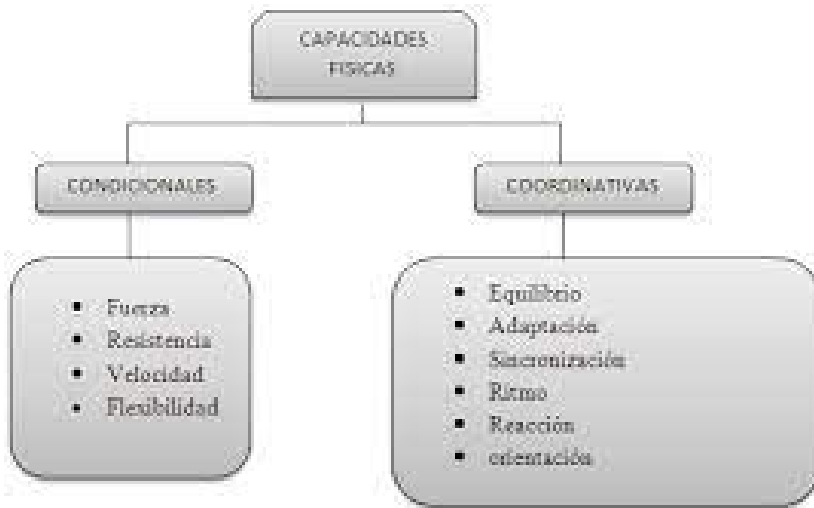 CAPACIDADES
FISICAS
CONDICIONALES
COORDINATIVAS
Fuerza
Resistencia
Velocidad
Flexibilidad
Equilibrio
Adaptación
Sincronización
Ritmo
Reacción
orientación